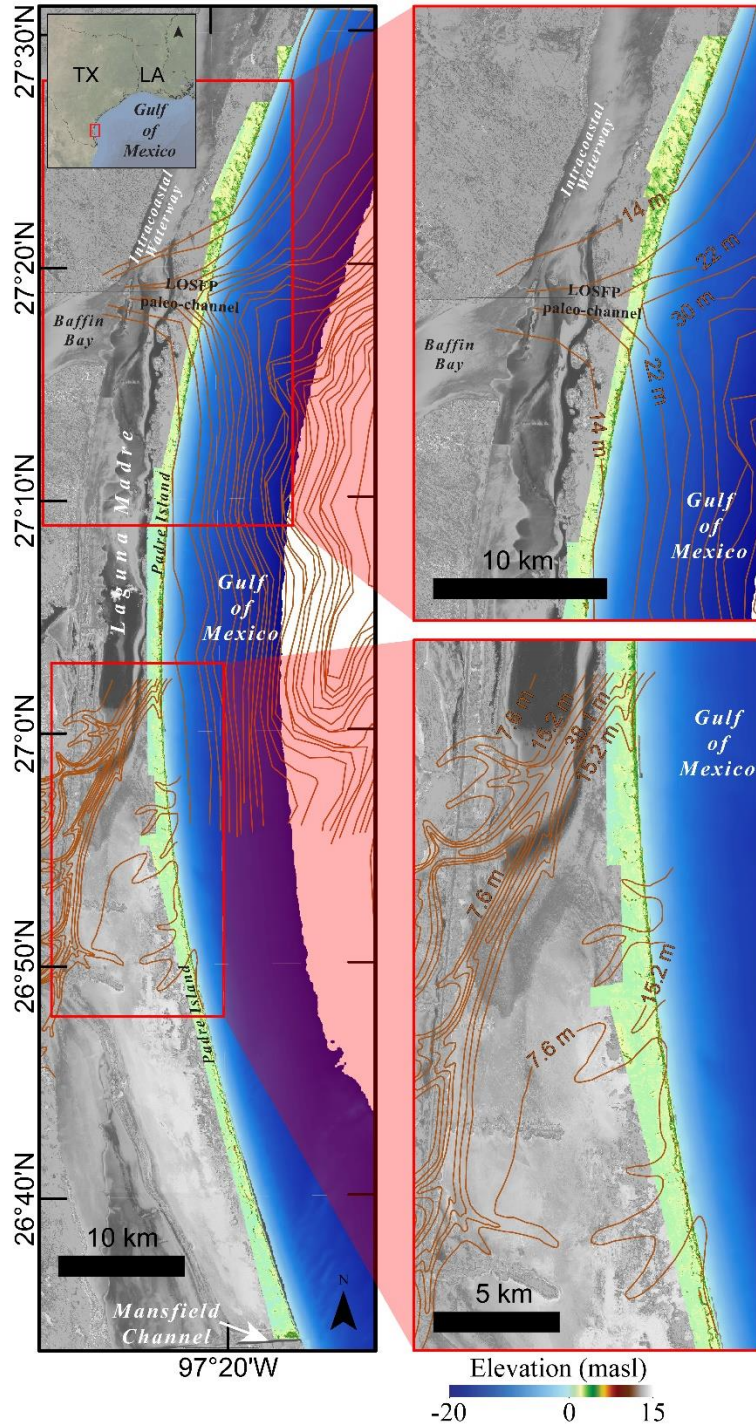 27°30'N
TX
LA
Gulf
of
Mexico
Intracoastal
Waterway
27°20'N
LOSFP
paleo-channel
Baffin
Bay
27°10'N
Laguna Madre
Padre Island
Gulf
of
Mexico
27°0'N
26°50'N
Padre Island
26°40'N
10 km
N
Mansfield
Channel
97°20'W
Intracoastal
Waterway
14 m
22 m
LOSFP
paleo-channel
30 m
Baffin
Bay
22 m
14 m
Gulf
of
Mexico
10 km
7.6 m
15.2 m
15.2 m
Gulf
of
Mexico
7.6 m
15.2 m
7.6 m
5 km
Elevation (masl)
-20 0 15